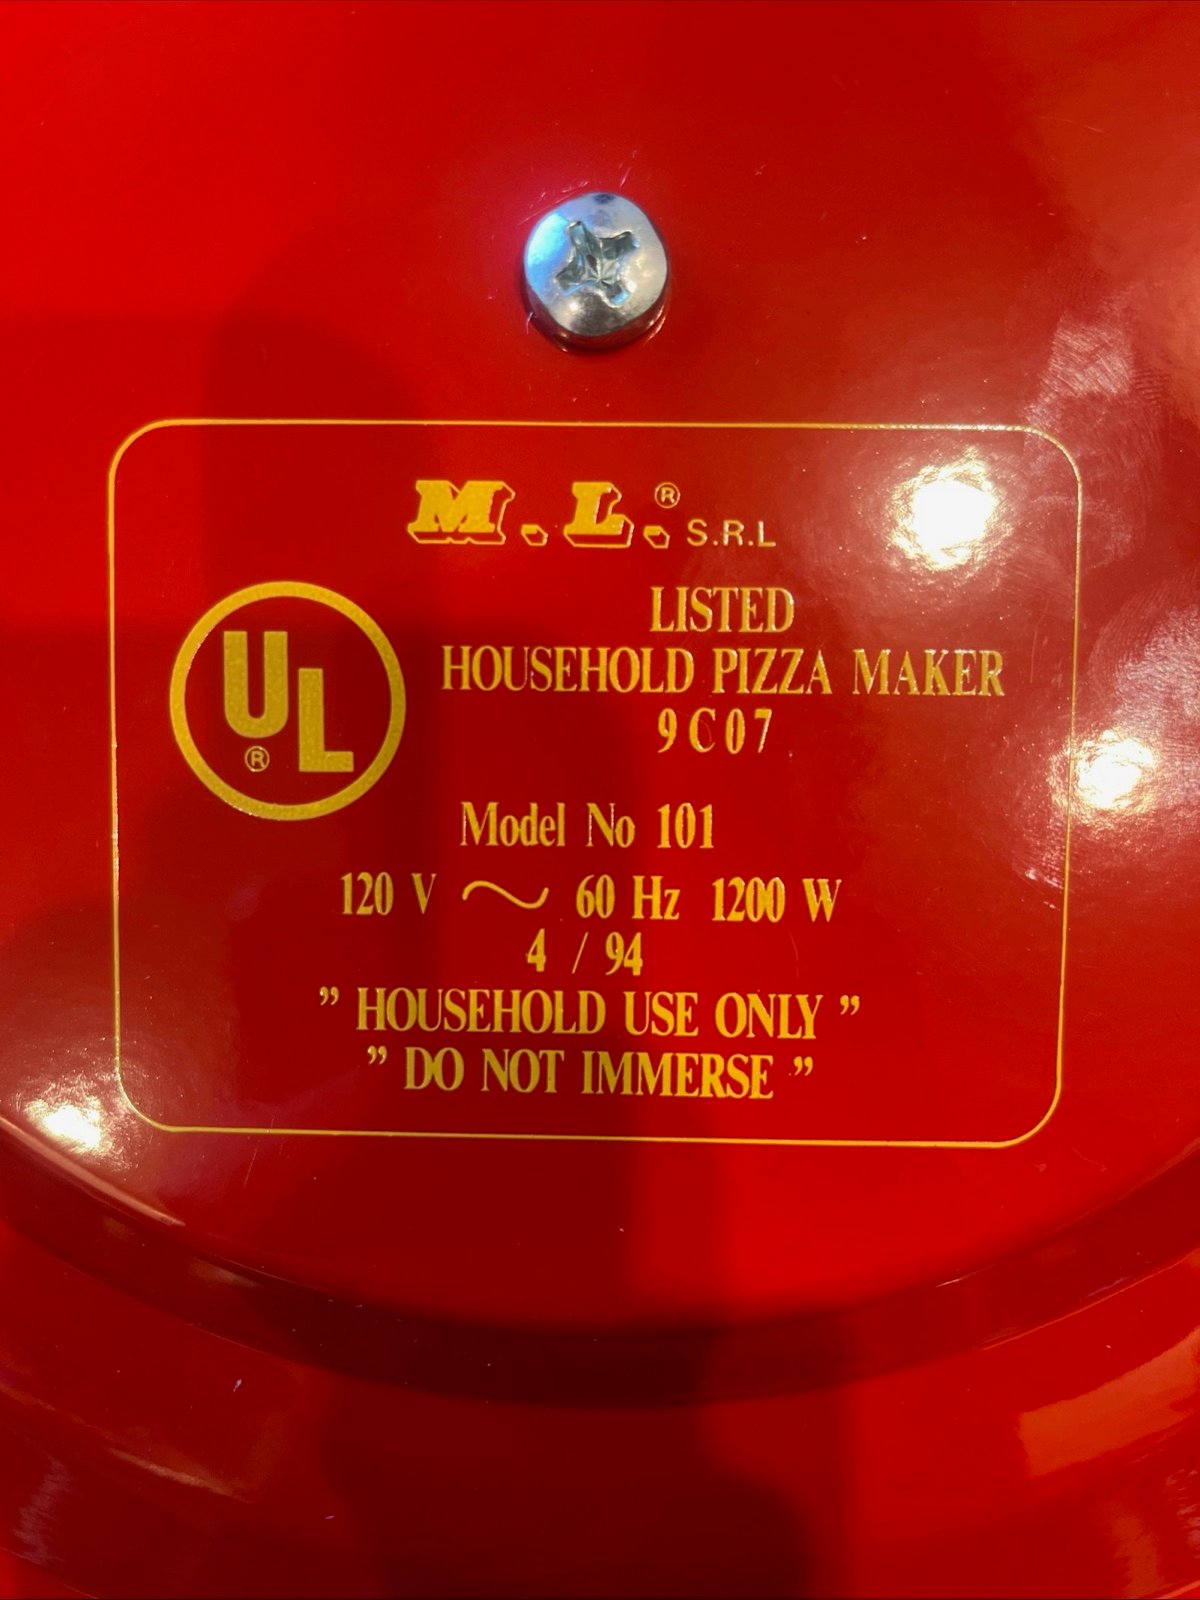 M.L.® S.R.L
UL®
LISTED
HOUSEHOLD PIZZA MAKER
9C07
Model No 101
120 V ~ 60 Hz 1200 W
4 / 94
” HOUSEHOLD USE ONLY ”
” DO NOT IMMERSE ”